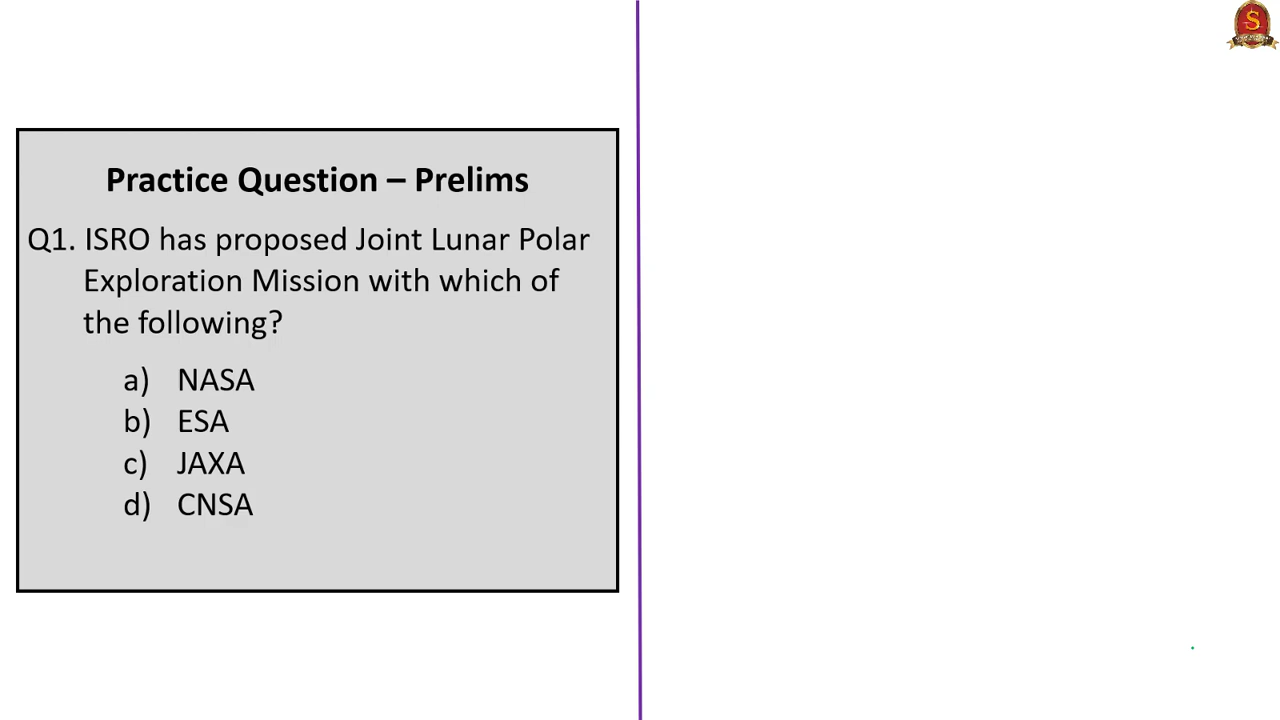 Practice Question – Prelims
Q1. ISRO has proposed Joint Lunar Polar
Exploration Mission with which of
the following?
a) NASA
b) ESA
c) JAXA
d) CNSA
S